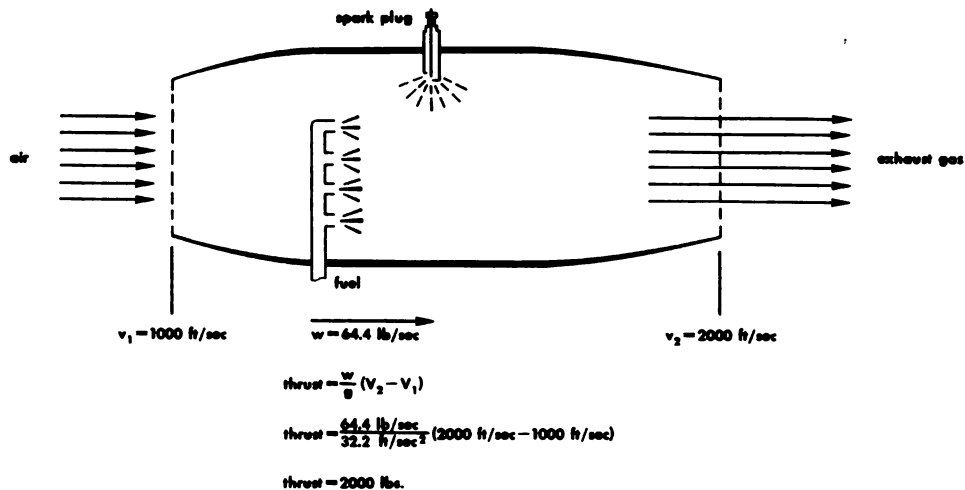 spark plug
air
exhaust gas
fuel
v₁=1000 ft/sec
w=64.4 lb/sec
v₂=2000 ft/sec
thrust=w/g (V₂-V₁)
thrust=64.4 lb/sec / 32.2 ft/sec² (2000 ft/sec-1000 ft/sec)
thrust=2000 lbs.